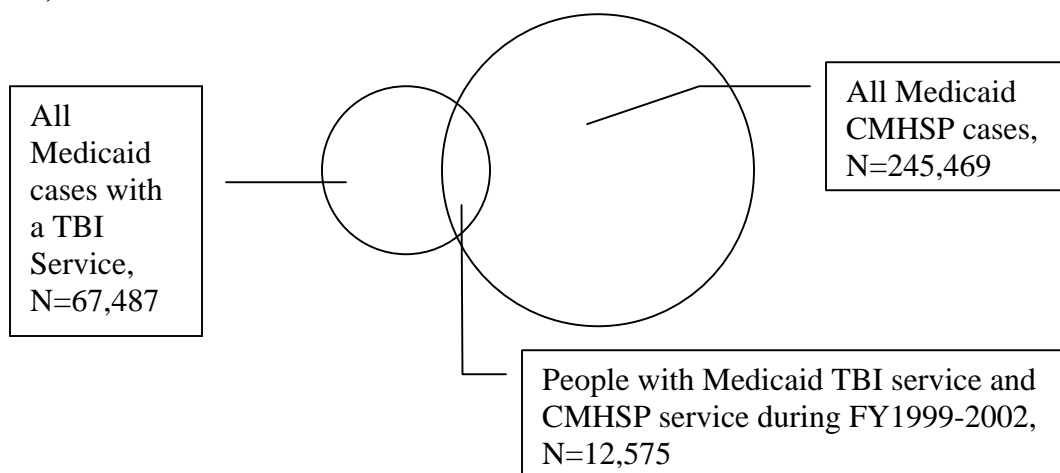 All
Medicaid
cases with
a TBI
Service,
N=67,487
All Medicaid
CMHSP cases,
N=245,469
People with Medicaid TBI service and
CMHSP service during FY1999-2002,
N=12,575